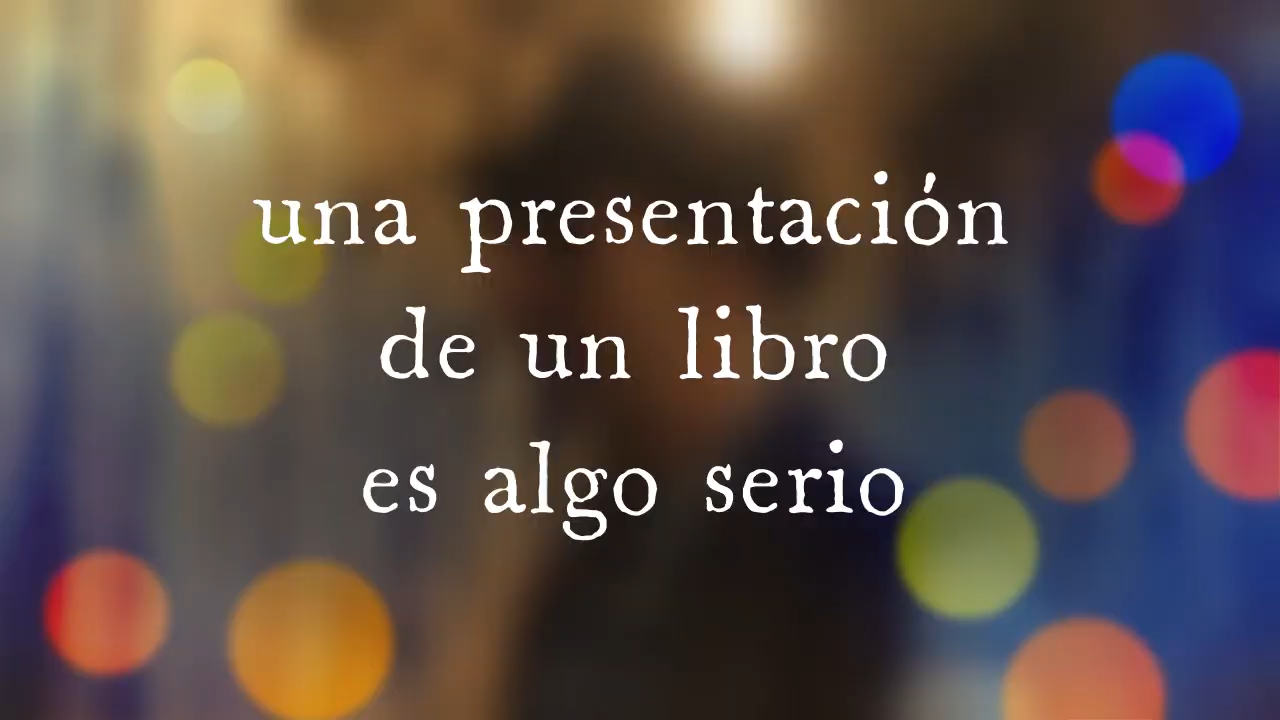 una presentación
de un libro
es algo serio